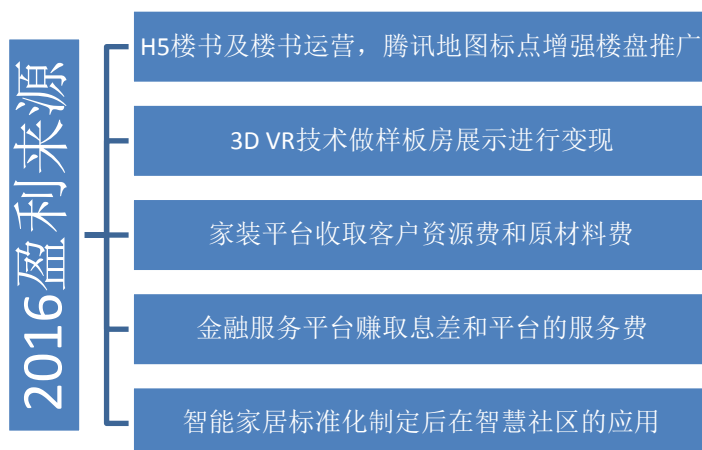 2016盈利来源
H5楼书及楼书运营，腾讯地图标点增强楼盘推广
3D VR技术做样板房展示进行变现
家装平台收取客户资源费和原材料费
金融服务平台赚取息差和平台的服务费
智能家居标准化制定后在智慧社区的应用